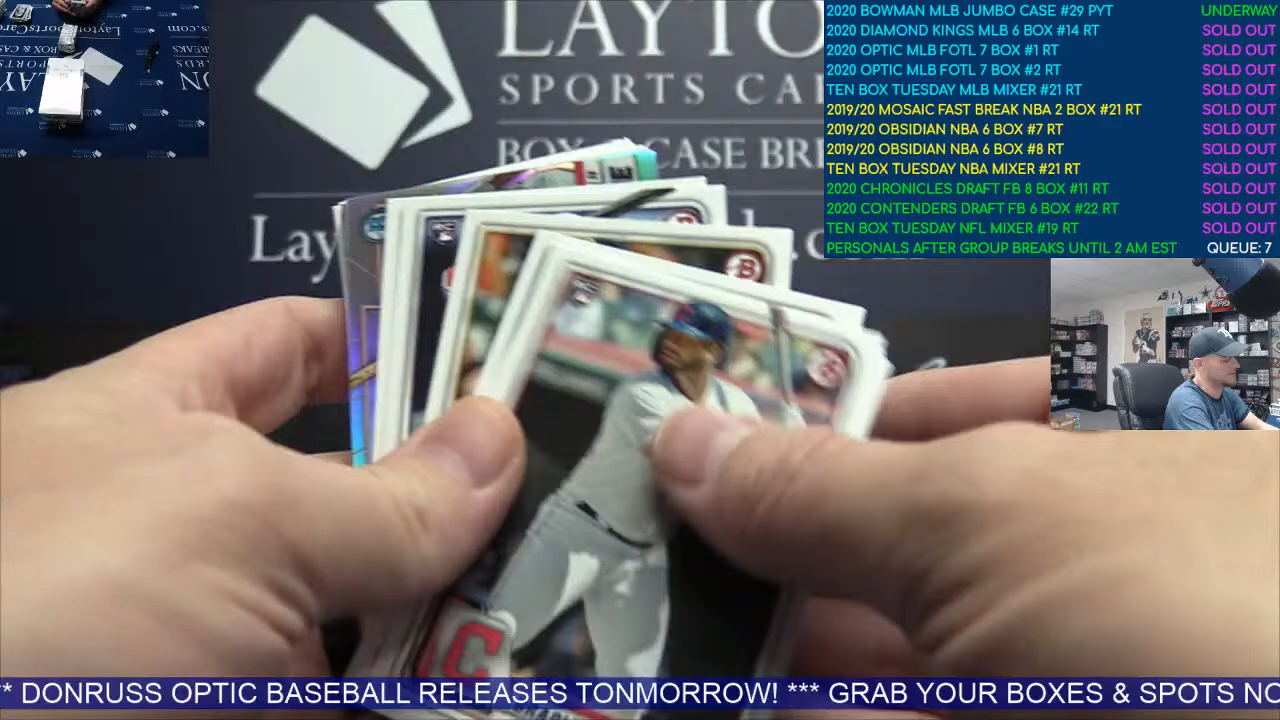 LAYTO
SPORTS CA
BOX CASE BRE
Lay
2020 BOWMAN MLB JUMBO CASE #29 PYT UNDERWAY
2020 DIAMOND KINGS MLB 6 BOX #14 RT SOLD OUT
2020 OPTIC MLB FOTL 7 BOX #1 RT SOLD OUT
2020 OPTIC MLB FOTL 7 BOX #2 RT SOLD OUT
TEN BOX TUESDAY MLB MIXER #21 RT SOLD OUT
2019/20 MOSAIC FAST BREAK NBA 2 BOX #21 RT SOLD OUT
2019/20 OBSIDIAN NBA 6 BOX #7 RT SOLD OUT
2019/20 OBSIDIAN NBA 6 BOX #8 RT SOLD OUT
TEN BOX TUESDAY NBA MIXER #21 RT SOLD OUT
2020 CHRONICLES DRAFT FB 8 BOX #11 RT SOLD OUT
2020 CONTENDERS DRAFT FB 6 BOX #22 RT SOLD OUT
TEN BOX TUESDAY NFL MIXER #19 RT SOLD OUT
PERSONALS AFTER GROUP BREAKS UNTIL 2 AM EST QUEUE: 7
** DONRUSS OPTIC BASEBALL RELEASES TONMORROW! *** GRAB YOUR BOXES & SPOTS NO